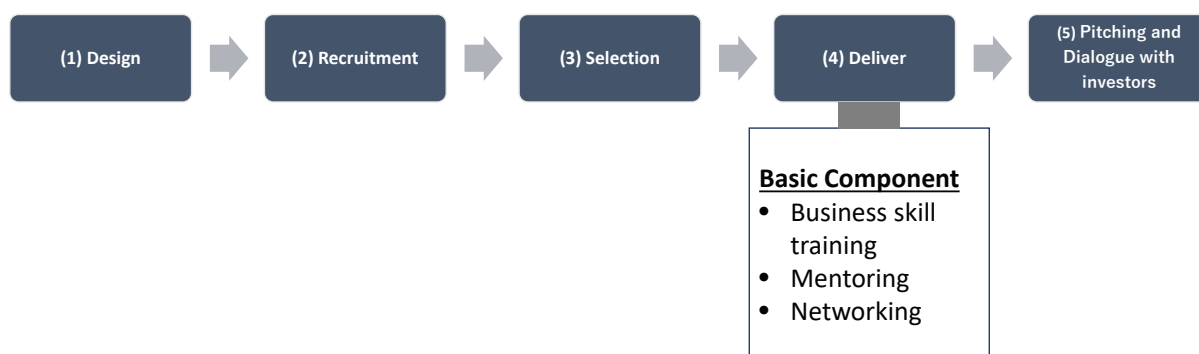 (1) Design
(2) Recruitment
(3) Selection
(4) Deliver
(5) Pitching and
Dialogue with
investors
Basic Component
• Business skill
training
• Mentoring
• Networking